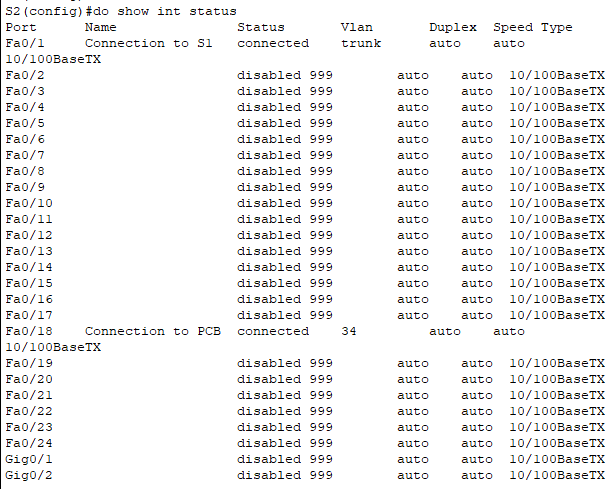 S2(config)#do show int status
Port      Name               Status       Vlan       Duplex  Speed Type
Fa0/1     Connection to S1   connected    trunk      auto    auto
10/100BaseTX
Fa0/2                        disabled 999        auto    auto  10/100BaseTX
Fa0/3                        disabled 999        auto    auto  10/100BaseTX
Fa0/4                        disabled 999        auto    auto  10/100BaseTX
Fa0/5                        disabled 999        auto    auto  10/100BaseTX
Fa0/6                        disabled 999        auto    auto  10/100BaseTX
Fa0/7                        disabled 999        auto    auto  10/100BaseTX
Fa0/8                        disabled 999        auto    auto  10/100BaseTX
Fa0/9                        disabled 999        auto    auto  10/100BaseTX
Fa0/10                       disabled 999        auto    auto  10/100BaseTX
Fa0/11                       disabled 999        auto    auto  10/100BaseTX
Fa0/12                       disabled 999        auto    auto  10/100BaseTX
Fa0/13                       disabled 999        auto    auto  10/100BaseTX
Fa0/14                       disabled 999        auto    auto  10/100BaseTX
Fa0/15                       disabled 999        auto    auto  10/100BaseTX
Fa0/16                       disabled 999        auto    auto  10/100BaseTX
Fa0/17                       disabled 999        auto    auto  10/100BaseTX
Fa0/18    Connection to PCB  connected    34         auto    auto
10/100BaseTX
Fa0/19                       disabled 999        auto    auto  10/100BaseTX
Fa0/20                       disabled 999        auto    auto  10/100BaseTX
Fa0/21                       disabled 999        auto    auto  10/100BaseTX
Fa0/22                       disabled 999        auto    auto  10/100BaseTX
Fa0/23                       disabled 999        auto    auto  10/100BaseTX
Fa0/24                       disabled 999        auto    auto  10/100BaseTX
Gig0/1                       disabled 999        auto    auto  10/100BaseTX
Gig0/2                       disabled 999        auto    auto  10/100BaseTX